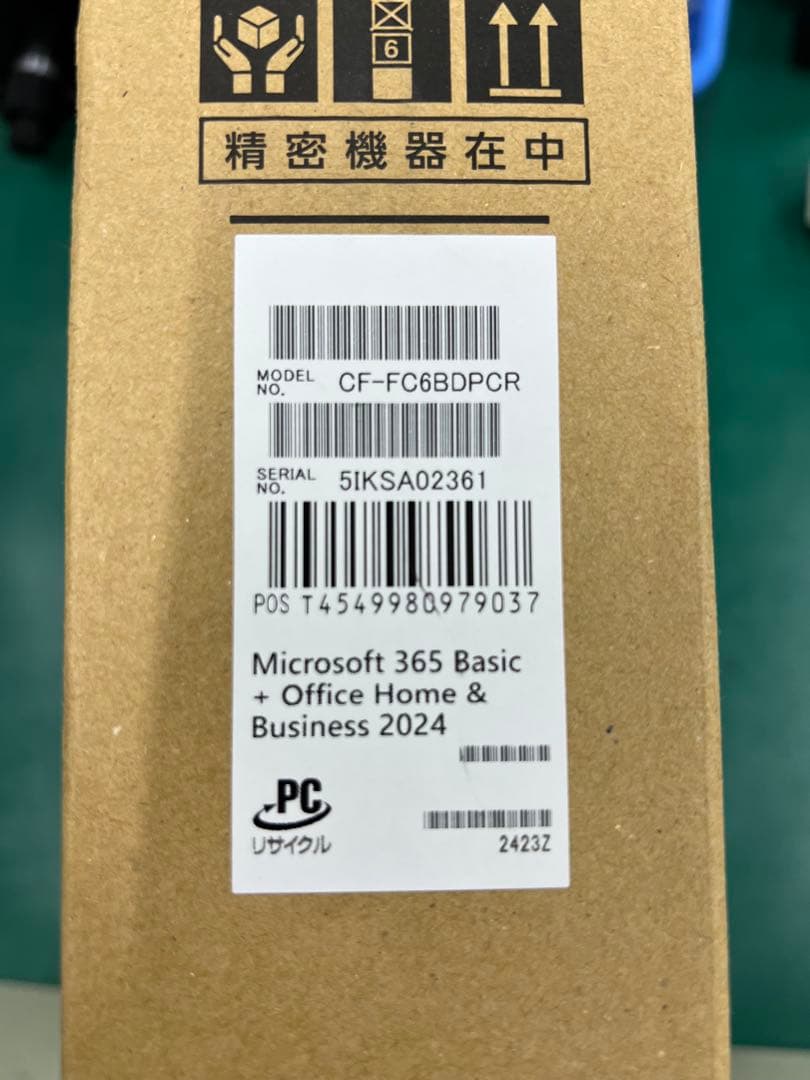 6
精密機器在中
MODEL NO. CF-FC6BDPCR
SERIAL NO. 5IKSA02361
POS T4549980979037
Microsoft 365 Basic
+ Office Home &
Business 2024
PC
リサイクル
2423Z